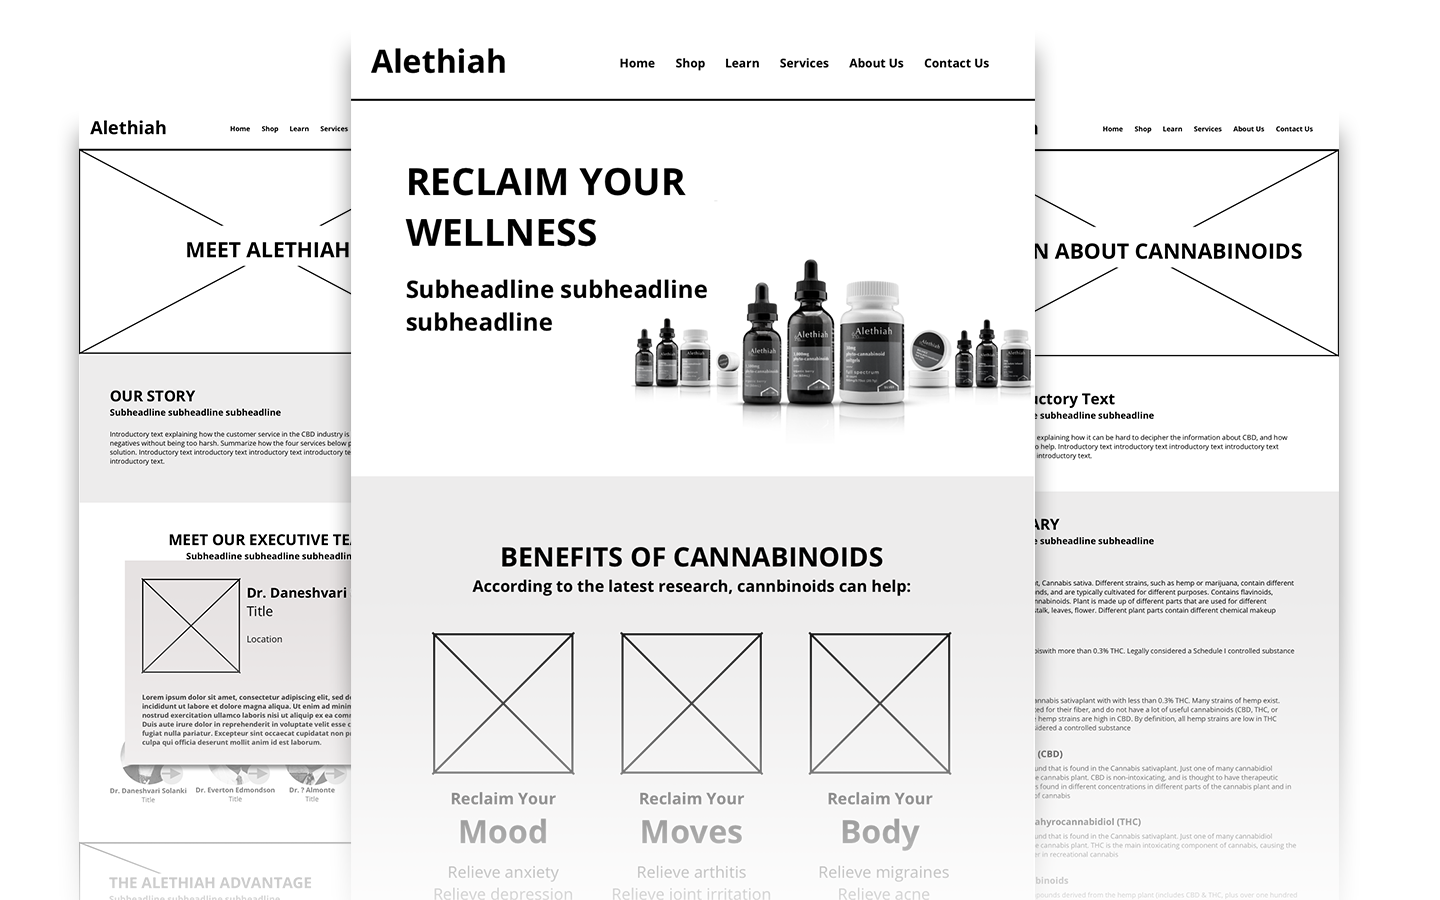 Alethiah
Home Shop Learn Services About Us Contact Us
RECLAIM YOUR
WELLNESS
Subheadline subheadline
subheadline
Alethiah
Alethiah
Alethiah
phyto-cannabinoid
softgels
full spectrum
BENEFITS OF CANNABINOIDS
According to the latest research, cannbinoids can help:
Reclaim Your
Mood
Relieve anxiety
Relieve depression
Reclaim Your
Moves
Relieve arthitis
Relieve joint irritation
Reclaim Your
Body
Relieve migraines
Relieve acne
Alethiah
Home Shop Learn Services
MEET ALETHIAH
OUR STORY
Subheadline subheadline subheadline
Introductory text explaining how the customer service in the CBD industry is
negatives without being too harsh. Summarize how the four services below
solution. Introductory text introductory text introductory text introductory
introductory text.
MEET OUR EXECUTIVE
Subheadline subheadline
Dr. Daneshvari
Title
Location
Lorem ipsum dolor sit amet, consectetur adipiscing elit, sed
incididunt ut labore et dolore magna aliqua. Ut enim ad
nostrud exercitation ullamco laboris nisi ut aliquip ex ea
Duis aute irure dolor in reprehenderit in voluptate velit esse
fugiat nulla pariatur. Excepteur sint occaecat cupidatat non
culpa qui officia deserunt mollit anim id est laborum.
Dr. Daneshvari Solanki
Title
Dr. Everton Edmondson
Title
Dr. ? Almonte
Title
THE ALETHIAH ADVANTAGE
Subheadline subheadline subheadline
Home Shop Learn Services About Us Contact Us
ABOUT CANNABINOIDS
Text
subheadline subheadline
explaining how it can be hard to decipher the information about CBD, and how
help. Introductory text introductory text introductory text introductory text
introductory text.
subheadline subheadline
Cannabis sativa. Different strains, such as hemp or marijuana, contain different
and are typically cultivated for different purposes. Contains flavinoids,
Plant is made up of different parts that are used for different
leaves, flower. Different plant parts contain different chemical makeup
more than 0.3% THC. Legally considered a Schedule I controlled substance
sativaplant with with less than 0.3% THC. Many strains of hemp exist.
for their fiber, and do not have a lot of useful cannabinoids (CBD, THC, or
hemp strains are high in CBD. By definition, all hemp strains are low in THC
a controlled substance
(CBD)
that is found in the Cannabis sativaplant. Just one of many cannabidiol
cannabis plant. CBD is non-intoxicating, and is thought to have therapeutic
found in different concentrations in different parts of the cannabis plant and in
of cannabis
(THC)
that is found in the Cannabis sativaplant. Just one of many cannabidiol
cannabis plant. THC is the main intoxicating component of cannabis, causing the
in recreational cannabis
derived from the hemp plant (includes CBD & THC, plus over one hundred